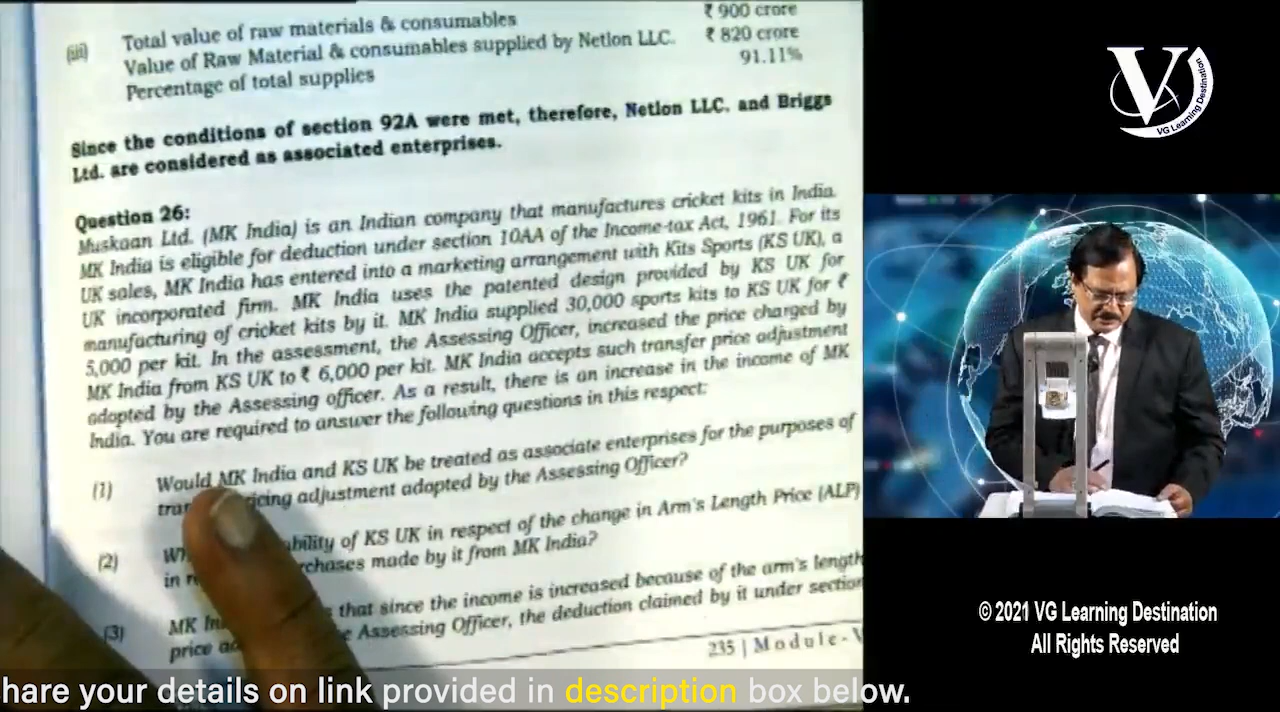 (iii) Total value of raw materials & consumables ₹ 900 crore
Value of Raw Material & consumables supplied by Netlon LLC. ₹ 820 crore
Percentage of total supplies 91.11%
Since the conditions of section 92A were met, therefore, Netlon LLC. and Briggs
Ltd. are considered as associated enterprises.
Question 26:
Muskaan Ltd. (MK India) is an Indian company that manufactures cricket kits in India.
MK India is eligible for deduction under section 10AA of the Income-tax Act, 1961. For its
UK sales, MK India has entered into a marketing arrangement with Kits Sports (KS UK), a
UK incorporated firm. MK India uses the patented design provided by KS UK for
manufacturing of cricket kits by it. MK India supplied 30,000 sports kits to KS UK for ₹
5,000 per kit. In the assessment, the Assessing Officer, increased the price charged by
MK India from KS UK to ₹ 6,000 per kit. MK India accepts such transfer price adjustment
adopted by the Assessing officer. As a result, there is an increase in the income of MK
India. You are required to answer the following questions in this respect:
(1) Would MK India and KS UK be treated as associate enterprises for the purposes of
adjustment adopted by the Assessing Officer?
(2) of KS UK in respect of the change in Arm's Length Price (ALP)
in made by it from MK India?
(3) MK that since the income is increased because of the arm's length
price Assessing Officer, the deduction claimed by it under section
235 | Module -
V
VG Learning Destination
© 2021 VG Learning Destination
All Rights Reserved
hare your details on link provided in description box below.